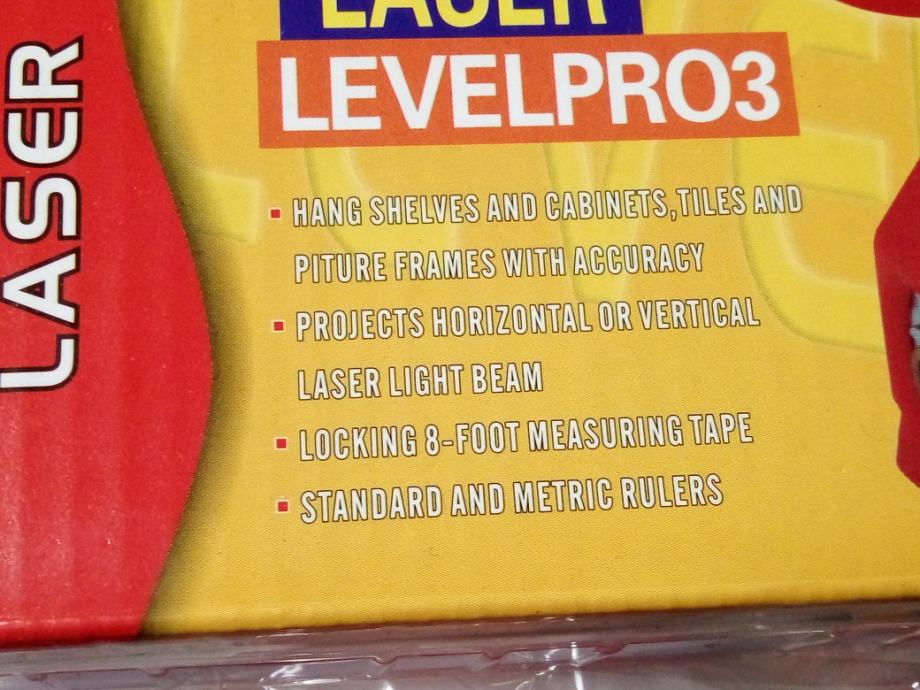 LASER
LASER
LEVELPRO3
HANG SHELVES AND CABINETS,TILES AND
PITURE FRAMES WITH ACCURACY
PROJECTS HORIZONTAL OR VERTICAL
LASER LIGHT BEAM
LOCKING 8-FOOT MEASURING TAPE
STANDARD AND METRIC RULERS